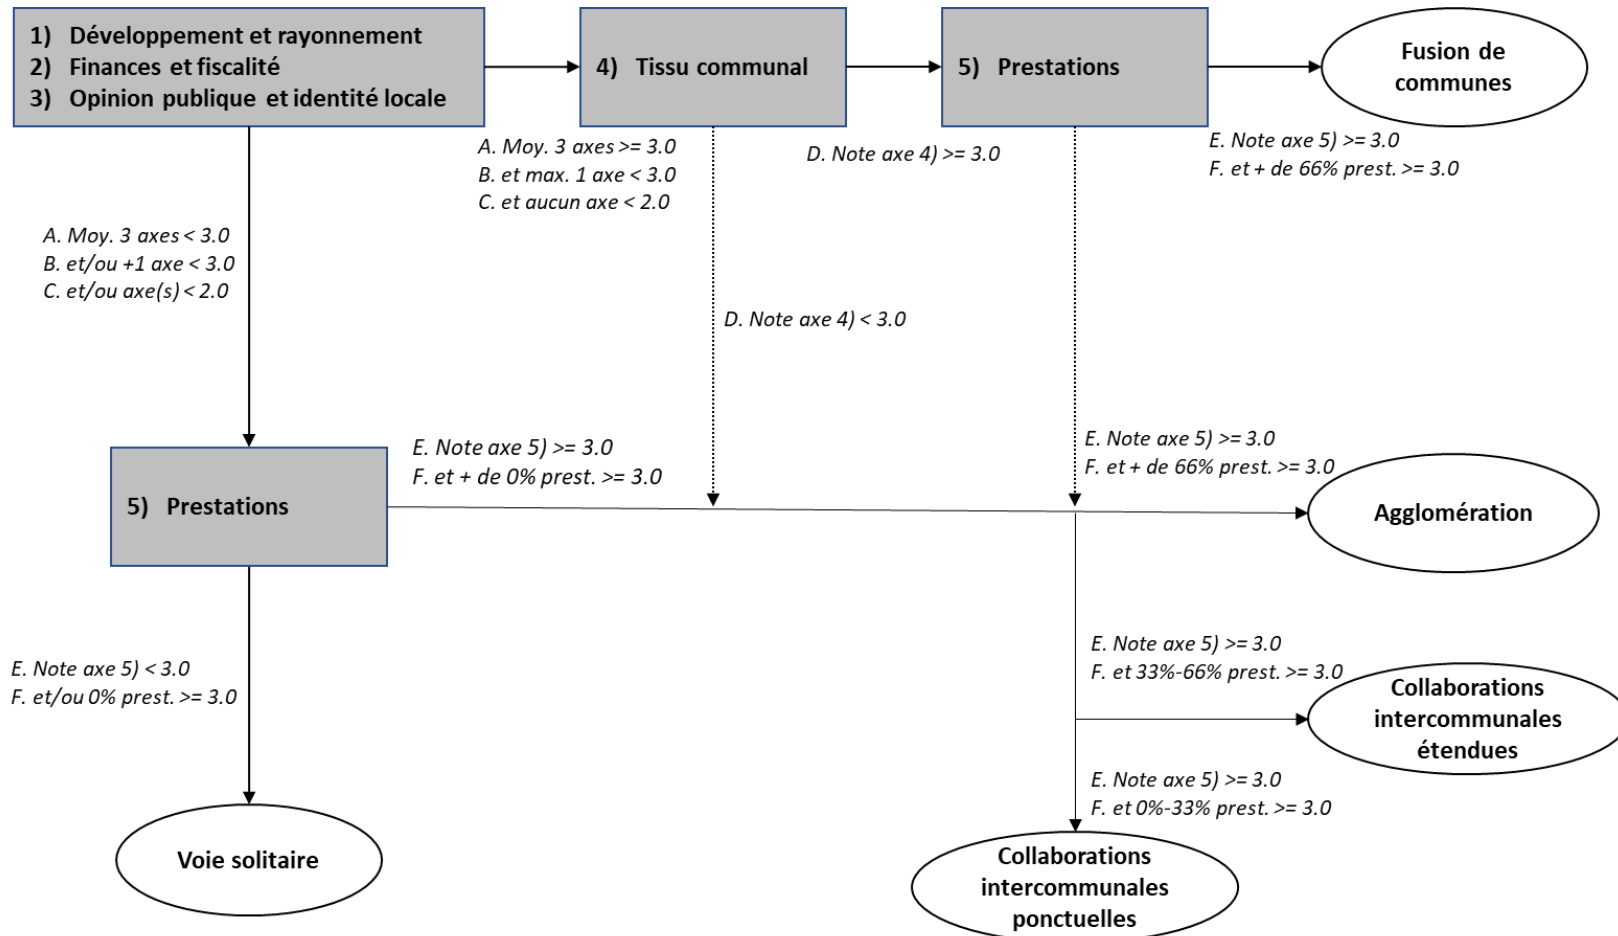 1) Développement et rayonnement
2) Finances et fiscalité
3) Opinion publique et identité locale
4) Tissu communal
5) Prestations
Fusion de
communes
A. Moy. 3 axes >= 3.0
B. et max. 1 axe < 3.0
C. et aucun axe < 2.0
D. Note axe 4) >= 3.0
E. Note axe 5) >= 3.0
F. et + de 66% prest. >= 3.0
A. Moy. 3 axes < 3.0
B. et/ou +1 axe < 3.0
C. et/ou axe(s) < 2.0
D. Note axe 4) < 3.0
5) Prestations
E. Note axe 5) >= 3.0
F. et + de 0% prest. >= 3.0
E. Note axe 5) >= 3.0
F. et + de 66% prest. >= 3.0
Agglomération
E. Note axe 5) < 3.0
F. et/ou 0% prest. >= 3.0
E. Note axe 5) >= 3.0
F. et 33%-66% prest. >= 3.0
Collaborations
intercommunales
étendues
E. Note axe 5) >= 3.0
F. et 0%-33% prest. >= 3.0
Voie solitaire
Collaborations
intercommunales
ponctuelles